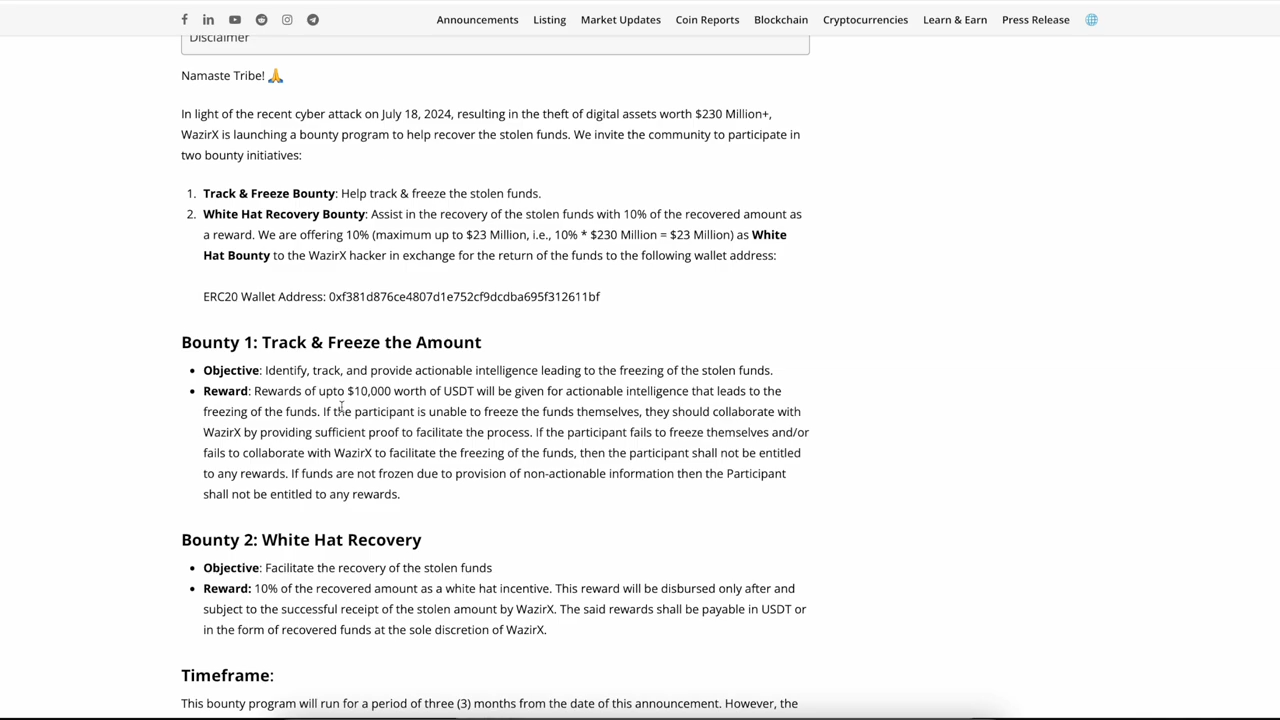 Announcements Listing Market Updates Coin Reports Blockchain Cryptocurrencies Learn & Earn Press Release
Disclaimer
Namaste Tribe! 🙏
In light of the recent cyber attack on July 18, 2024, resulting in the theft of digital assets worth $230 Million+,
WazirX is launching a bounty program to help recover the stolen funds. We invite the community to participate in
two bounty initiatives:
1. Track & Freeze Bounty: Help track & freeze the stolen funds.
2. White Hat Recovery Bounty: Assist in the recovery of the stolen funds with 10% of the recovered amount as
a reward. We are offering 10% (maximum up to $23 Million, i.e., 10% * $230 Million = $23 Million) as White
Hat Bounty to the WazirX hacker in exchange for the return of the funds to the following wallet address:
ERC20 Wallet Address: 0xf381d876ce4807d1e752cf9dcdba695f312611bf
Bounty 1: Track & Freeze the Amount
• Objective: Identify, track, and provide actionable intelligence leading to the freezing of the stolen funds.
• Reward: Rewards of upto $10,000 worth of USDT will be given for actionable intelligence that leads to the
freezing of the funds. If the participant is unable to freeze the funds themselves, they should collaborate with
WazirX by providing sufficient proof to facilitate the process. If the participant fails to freeze themselves and/or
fails to collaborate with WazirX to facilitate the freezing of the funds, then the participant shall not be entitled
to any rewards. If funds are not frozen due to provision of non-actionable information then the Participant
shall not be entitled to any rewards.
Bounty 2: White Hat Recovery
• Objective: Facilitate the recovery of the stolen funds
• Reward: 10% of the recovered amount as a white hat incentive. This reward will be disbursed only after and
subject to the successful receipt of the stolen amount by WazirX. The said rewards shall be payable in USDT or
in the form of recovered funds at the sole discretion of WazirX.
Timeframe:
This bounty program will run for a period of three (3) months from the date of this announcement. However, the